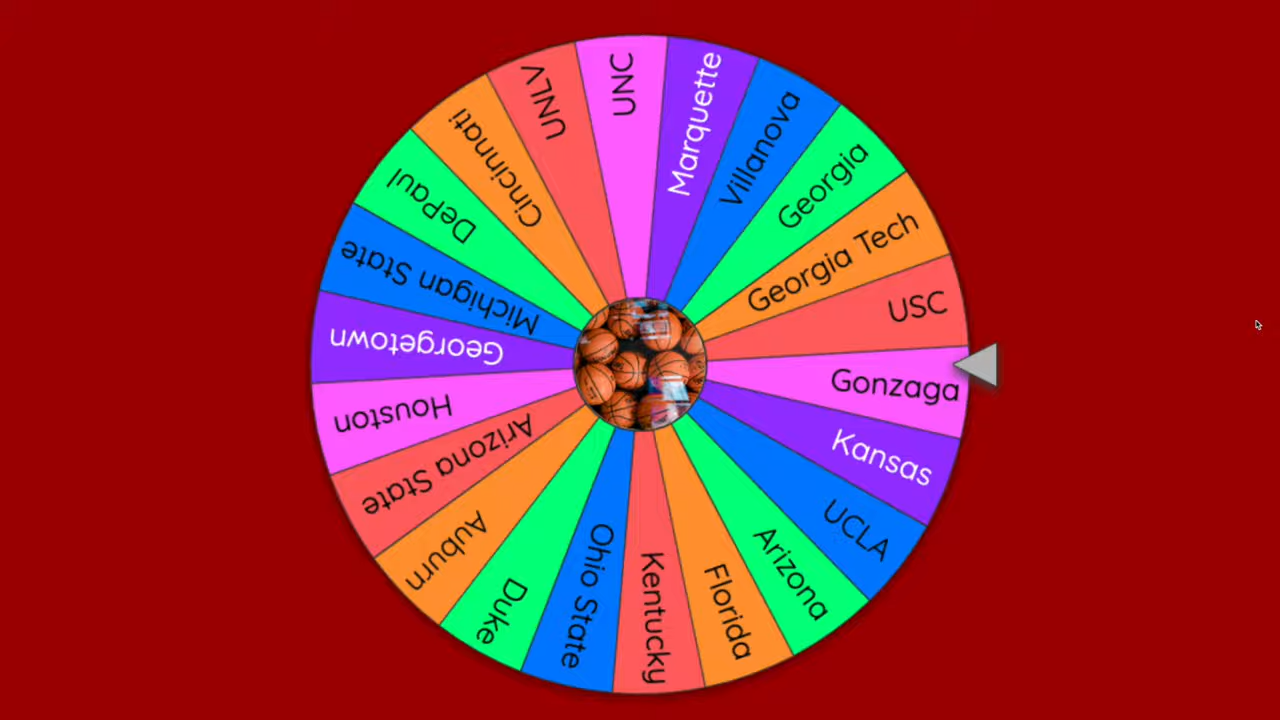 UNC
Marquette
Villanova
Georgia
Georgia Tech
USC
Gonzaga
Kansas
UCLA
Arizona
Florida
Kentucky
Ohio State
Duke
Auburn
Arizona State
Houston
Georgetown
Michigan State
DePaul
Cincinnati
UNLV